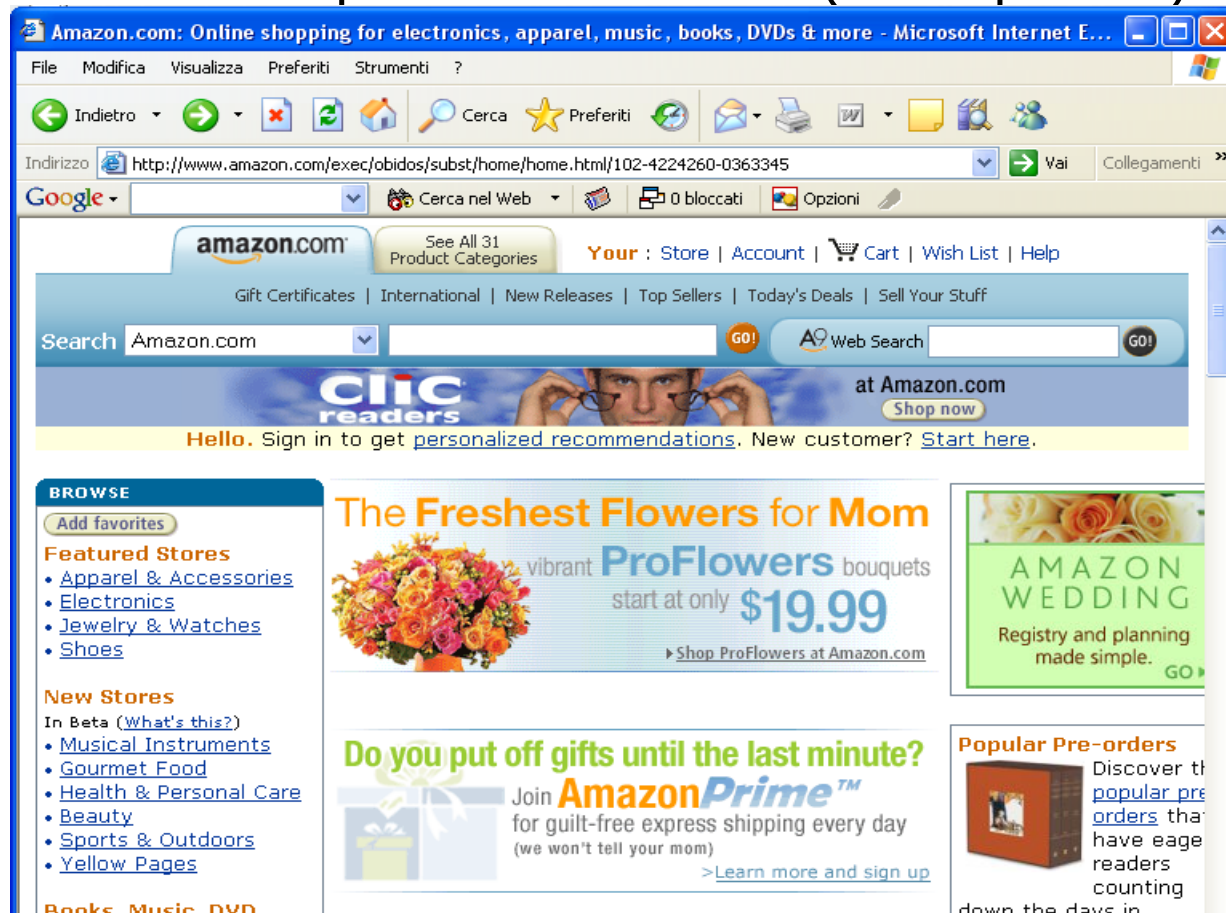 Amazon.com: Online shopping for electronics, apparel, music, books, DVDs & more - Microsoft Internet E...
File Modifica Visualizza Preferiti Strumenti ?
Indietro Cerca Preferiti
Indirizzo http://www.amazon.com/exec/obidos/subst/home/home.html/102-4224260-0363345 Vai Collegamenti »
Google Cerca nel Web 0 bloccati Opzioni
amazon.com
See All 31
Product Categories
Your : Store | Account | Cart | Wish List | Help
Gift Certificates | International | New Releases | Top Sellers | Today's Deals | Sell Your Stuff
Search Amazon.com GO! A9 Web Search GO!
clic
readers
at Amazon.com
Shop now
Hello. Sign in to get personalized recommendations. New customer? Start here.
BROWSE
Add favorites
Featured Stores
• Apparel & Accessories
• Electronics
• Jewelry & Watches
• Shoes
New Stores
In Beta (What's this?)
• Musical Instruments
• Gourmet Food
• Health & Personal Care
• Beauty
• Sports & Outdoors
• Yellow Pages
Books, Music, DVD
The Freshest Flowers for Mom
vibrant ProFlowers bouquets
start at only $19.99
Shop ProFlowers at Amazon.com
Do you put off gifts until the last minute?
Join AmazonPrime™
for guilt-free express shipping every day
(we won't tell your mom)
>Learn more and sign up
AMAZON
WEDDING
Registry and planning
made simple.
GO
Popular Pre-orders
Discover th
popular pre
orders tha
have eage
readers
counting
down the days in